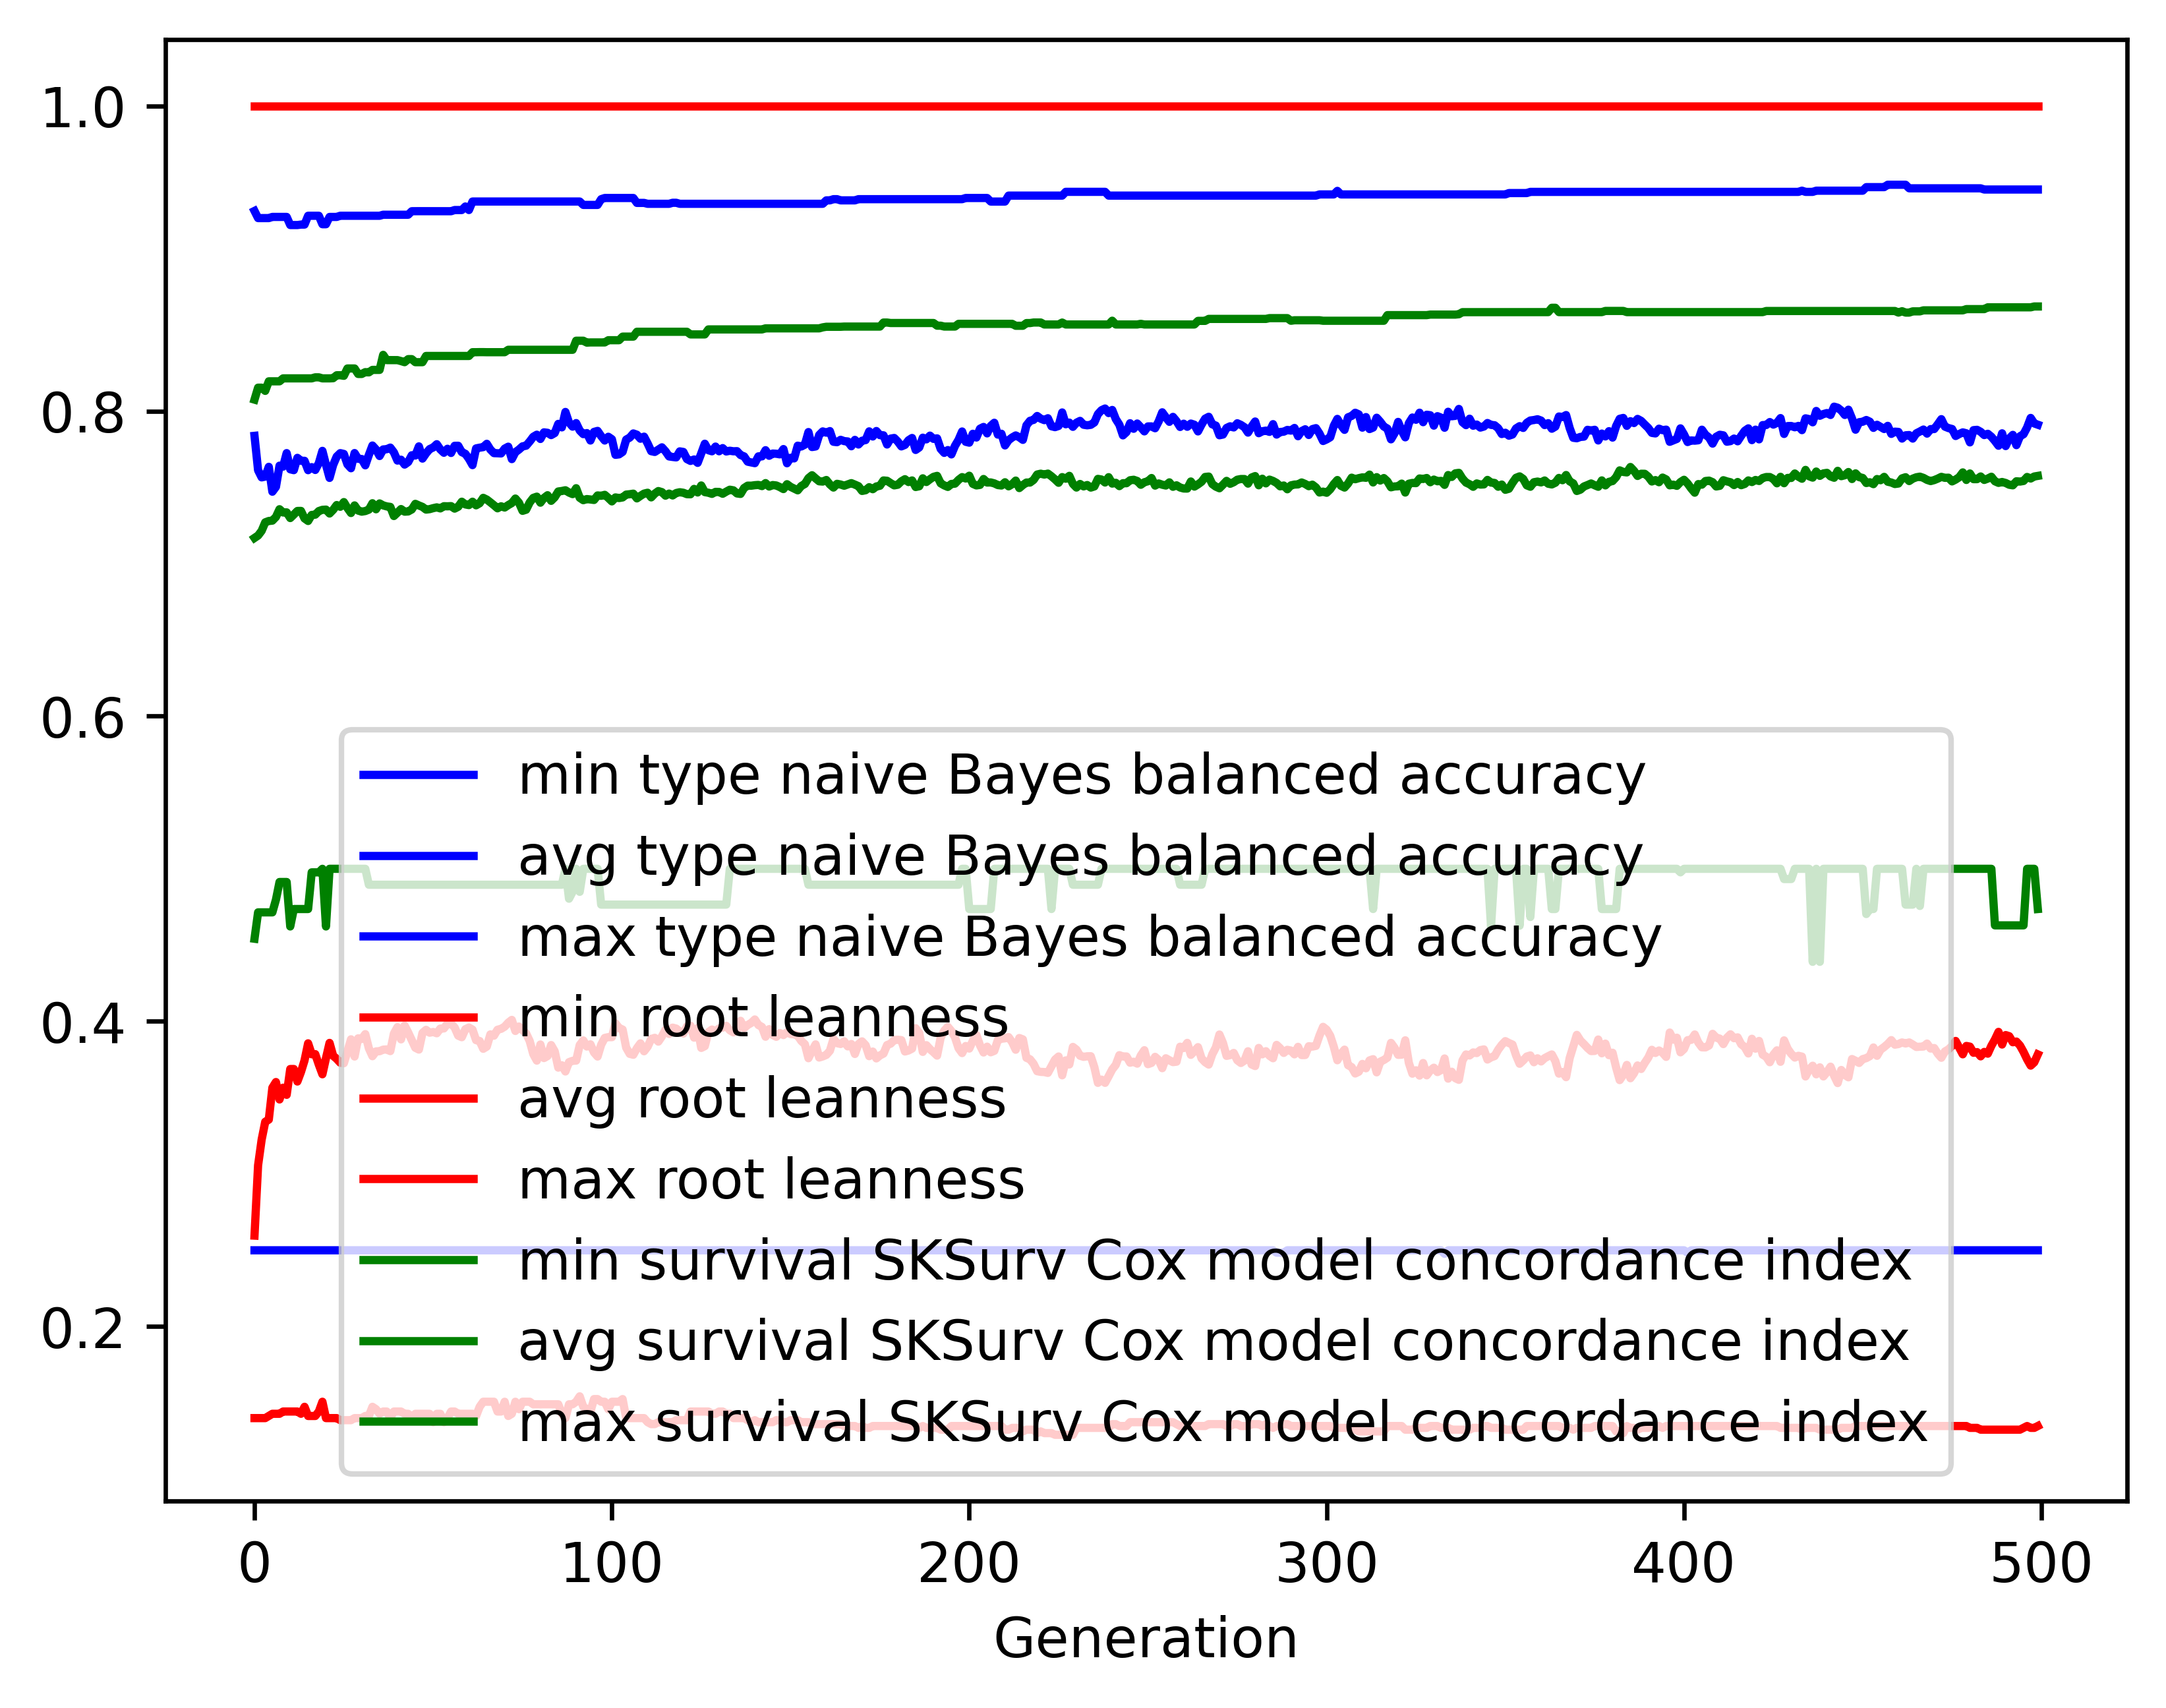 1.0
0.8
0.6
0.4
0.2
min type naive Bayes balanced accuracy
avg type naive Bayes balanced accuracy
max type naive Bayes balanced accuracy
min root leanness
avg root leanness
max root leanness
min survival SKSurv Cox model concordance index
avg survival SKSurv Cox model concordance index
max survival SKSurv Cox model concordance index
0 100 200 300 400 500
Generation